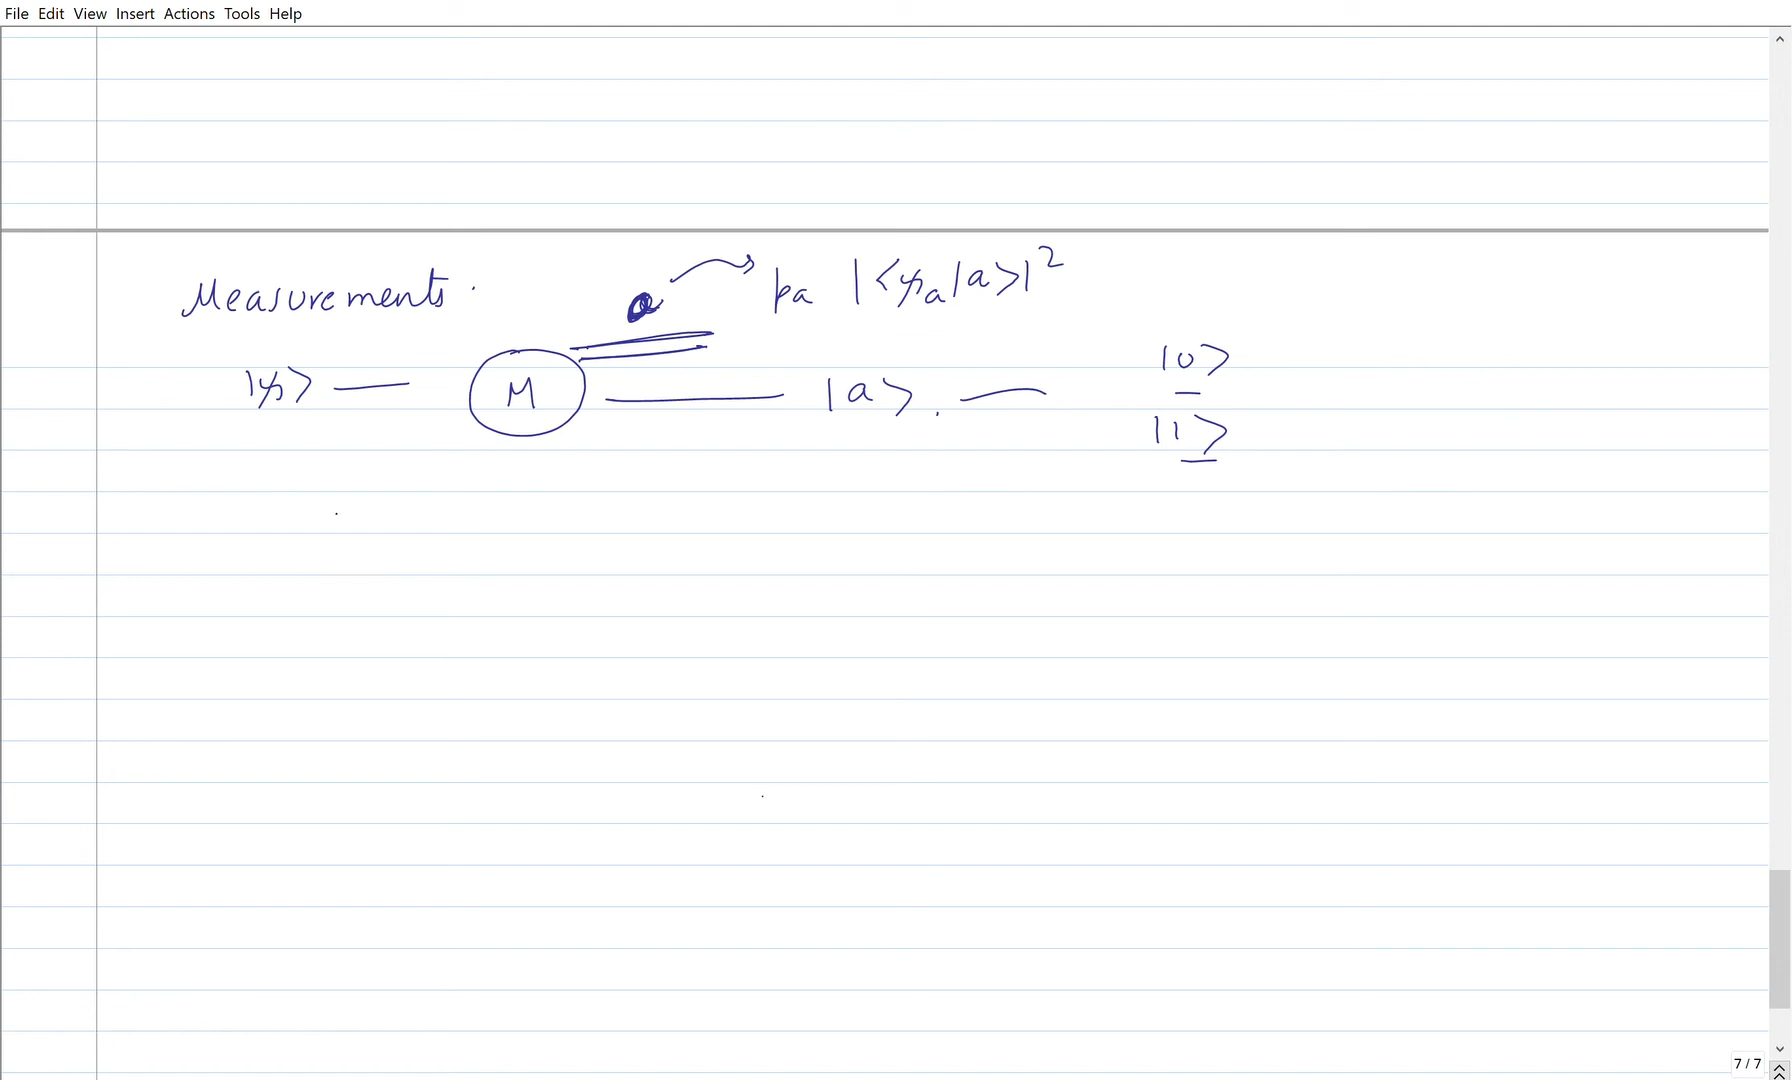 File Edit View Insert Actions Tools Help
Measurements. a pa |<ψa|a>|²
|ψ> — M — |a>. — |0>
|1>
7 / 7